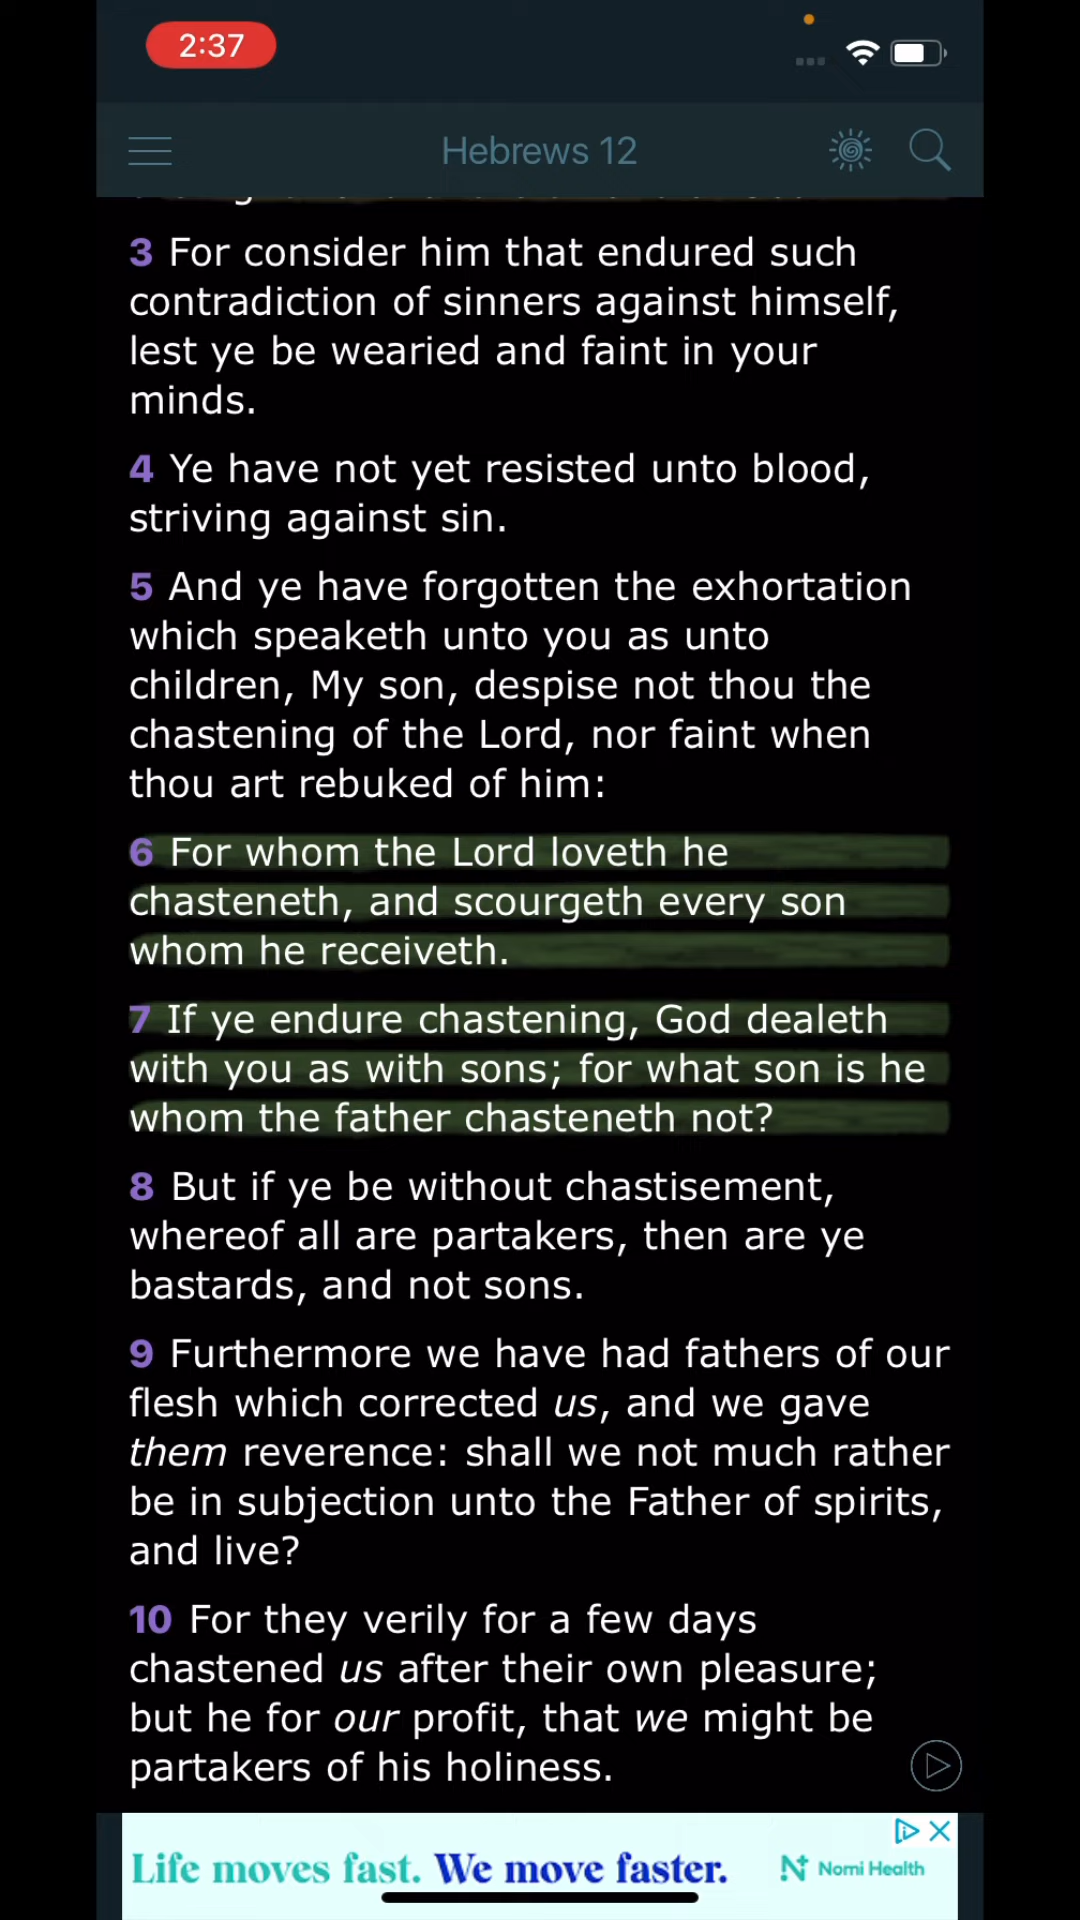 2:37
Hebrews 12
3 For consider him that endured such
contradiction of sinners against himself,
lest ye be wearied and faint in your
minds.
4 Ye have not yet resisted unto blood,
striving against sin.
5 And ye have forgotten the exhortation
which speaketh unto you as unto
children, My son, despise not thou the
chastening of the Lord, nor faint when
thou art rebuked of him:
6 For whom the Lord loveth he
chasteneth, and scourgeth every son
whom he receiveth.
7 If ye endure chastening, God dealeth
with you as with sons; for what son is he
whom the father chasteneth not?
8 But if ye be without chastisement,
whereof all are partakers, then are ye
bastards, and not sons.
9 Furthermore we have had fathers of our
flesh which corrected us, and we gave
them reverence: shall we not much rather
be in subjection unto the Father of spirits,
and live?
10 For they verily for a few days
chastened us after their own pleasure;
but he for our profit, that we might be
partakers of his holiness.
Life moves fast. We move faster.
Nomi Health